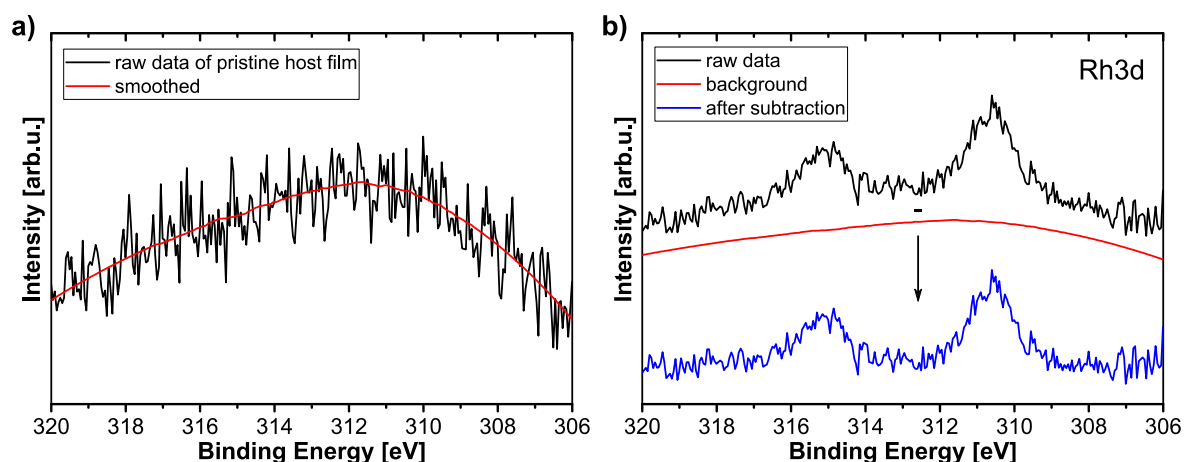 a)
raw data of pristine host film
smoothed
Intensity [arb.u.]
320 318 316 314 312 310 308 306
Binding Energy [eV]
b)
raw data
background
after subtraction
Rh3d
-
Intensity [arb.u.]
320 318 316 314 312 310 308 306
Binding Energy [eV]